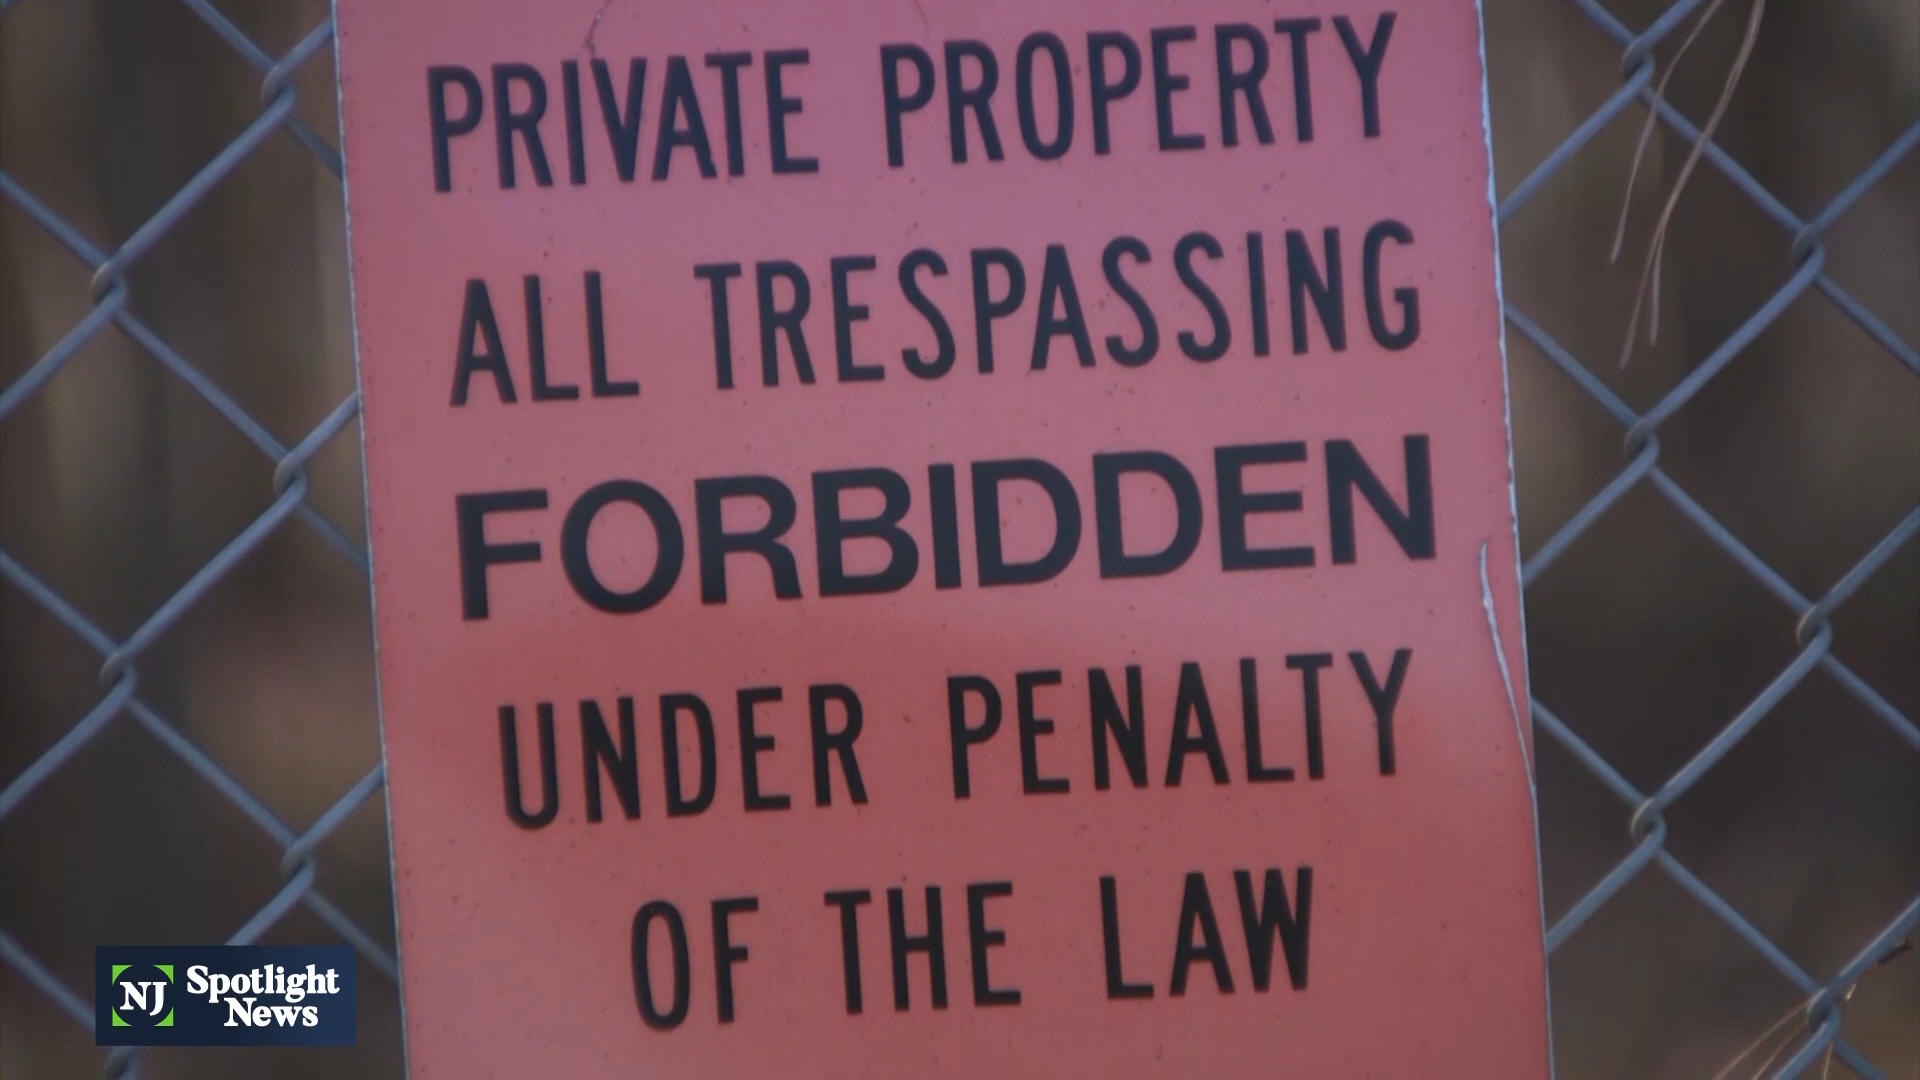 PRIVATE PROPERTY
ALL TRESPASSING
FORBIDDEN
UNDER PENALTY
OF THE LAW
NJ Spotlight
News